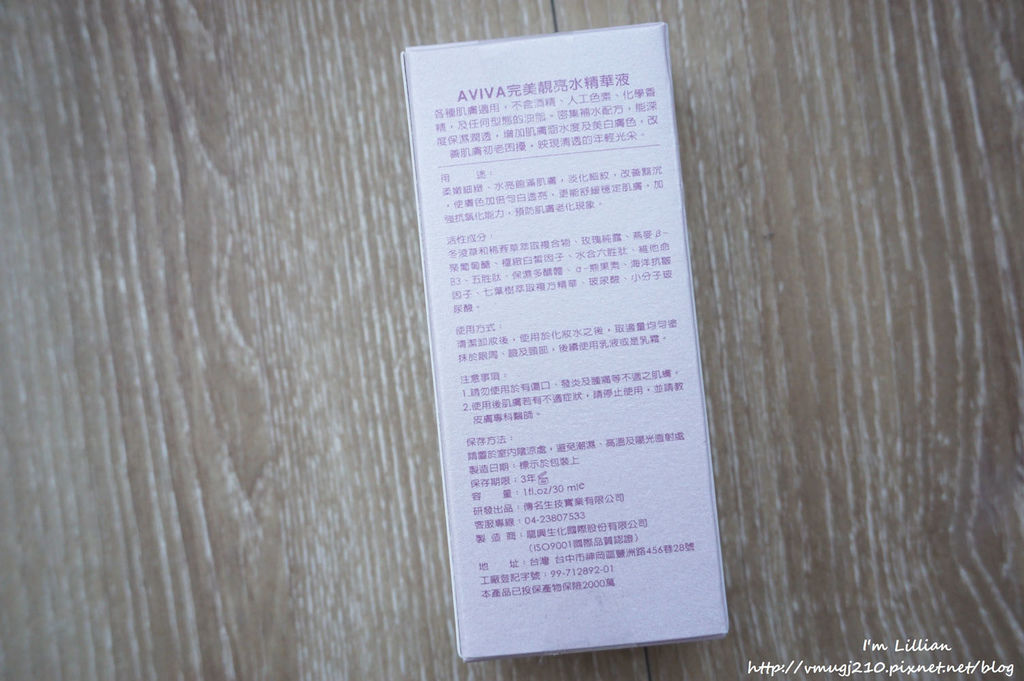 AVIVA完美靚亮水精華液
各種肌膚適用，不含酒精、人工色素、化學香
精，及任何型態的油脂。密集補水配方，能深
度保濕潤透，增加肌膚涵水度及美白膚色，改
善肌膚初老困擾，映現清透的年輕光采。
用　　途：
柔嫩細緻、水亮飽滿肌膚，淡化細紋，改善黯沉
，使膚色加倍勻白透亮，更能舒緩穩定肌膚。加
強抗氧化能力，預防肌膚老化現象。
活性成分：
冬凌草和稀薟草萃取複合物、玫瑰純露、燕麥β-
聚葡萄醣、極緻白皙因子、水合六胜肽、維他命
B3、五胜肽、保濕多醣體、α-熊果素、海洋抗皺
因子、七葉樹萃取複方精華、玻尿酸、小分子玻
尿酸。
使用方式：
清潔卸妝後，使用於化妝水之後，取適量均勻塗
抹於眼周、臉及頸部，後續使用乳液或是乳霜。
注意事項：
1.請勿使用於有傷口、發炎及腫痛等不適之肌膚。
2.使用後肌膚若有不適症狀，請停止使用，並請教
皮膚專科醫師。
保存方法：
請置於室內陰涼處，避免潮濕、高溫及陽光直射處
製造日期：標示於包裝上
保存期限：3年
容　　量：1fl.oz/30 ml℮
研發出品：傳名生技實業有限公司
客服專線：04-23807533
製 造 商：龍興生化國際股份有限公司
（ISO9001國際品質認證）
地　　址：台灣 台中市神岡區豐洲路456巷28號
工廠登記字號：99-712892-01
本產品已投保產物保險2000萬
I'm Lillian
http://vmugj210.pixnet.net/blog